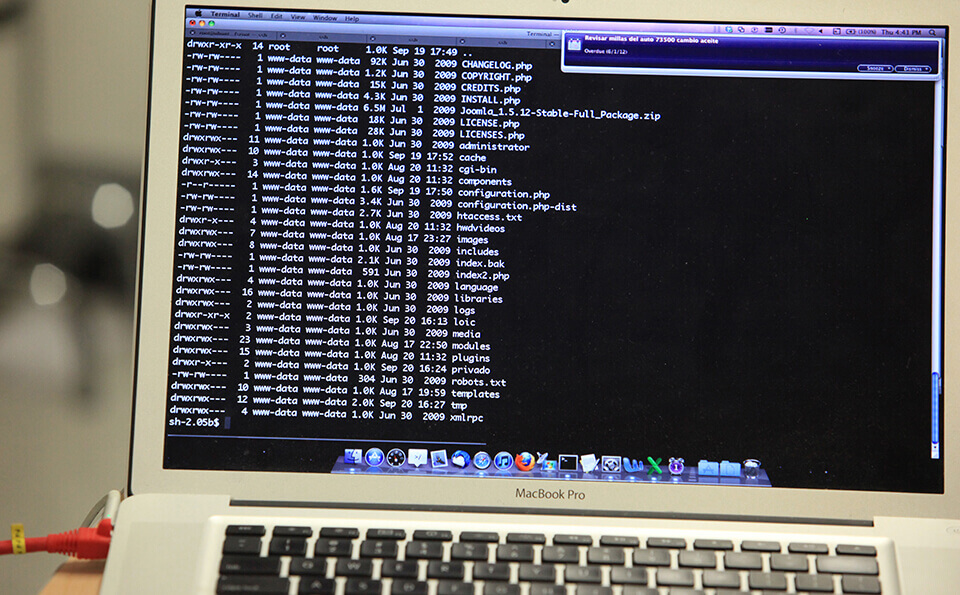 Terminal Shell Edit View Window Help
(100%) Thu 4:41 PM
Terminal —
Revisar millas del auto 73500 cambio aceite
Overdue (6/1/12)
Snooze Dismiss
drwxr-xr-x 14 root root 1.0K Sep 19 17:49 ..
-rw-rw---- 1 www-data www-data 92K Jun 30 2009 CHANGELOG.php
-rw-rw---- 1 www-data www-data 1.2K Jun 30 2009 COPYRIGHT.php
-rw-rw---- 1 www-data www-data 15K Jun 30 2009 CREDITS.php
-rw-rw---- 1 www-data www-data 4.3K Jun 30 2009 INSTALL.php
-rw-rw---- 1 www-data www-data 6.5M Jul 1 2009 Joomla_1.5.12-Stable-Full_Package.zip
-rw-rw---- 1 www-data www-data 18K Jun 30 2009 LICENSE.php
-rw-rw---- 1 www-data www-data 28K Jun 30 2009 LICENSES.php
drwxrwx--- 11 www-data www-data 1.0K Jun 30 2009 administrator
drwxrwx--- 10 www-data www-data 1.0K Sep 19 17:52 cache
drwxr-x--- 3 www-data www-data 1.0K Aug 20 11:32 cgi-bin
drwxrwx--- 14 www-data www-data 1.0K Aug 20 11:32 components
-r--r----- 1 www-data www-data 1.6K Sep 19 17:50 configuration.php
-rw-rw---- 1 www-data www-data 3.4K Jun 30 2009 configuration.php-dist
-rw-rw---- 1 www-data www-data 2.7K Jun 30 2009 htaccess.txt
drwxr-x--- 4 www-data www-data 1.0K Aug 20 11:32 hwdvideos
drwxrwx--- 7 www-data www-data 1.0K Aug 17 23:27 images
drwxrwx--- 8 www-data www-data 1.0K Jun 30 2009 includes
-rw-rw---- 1 www-data www-data 2.1K Jun 30 2009 index.bak
-rw-rw---- 1 www-data www-data 591 Jun 30 2009 index2.php
drwxrwx--- 4 www-data www-data 1.0K Jun 30 2009 language
drwxrwx--- 16 www-data www-data 1.0K Jun 30 2009 libraries
drwxrwx--- 2 www-data www-data 1.0K Jun 30 2009 logs
drwxr-xr-x 2 www-data www-data 1.0K Sep 20 16:13 loic
drwxrwx--- 3 www-data www-data 1.0K Jun 30 2009 media
drwxrwx--- 23 www-data www-data 1.0K Aug 17 22:50 modules
drwxrwx--- 15 www-data www-data 1.0K Aug 20 11:32 plugins
drwxr-x--- 2 www-data www-data 1.0K Sep 20 16:24 privado
-rw-rw---- 1 www-data www-data 304 Jun 30 2009 robots.txt
drwxrwx--- 10 www-data www-data 1.0K Aug 17 19:59 templates
drwxrwx--- 12 www-data www-data 2.0K Sep 20 16:27 tmp
drwxrwx--- 4 www-data www-data 1.0K Jun 30 2009 xmlrpc
sh-2.05b$
MacBook Pro